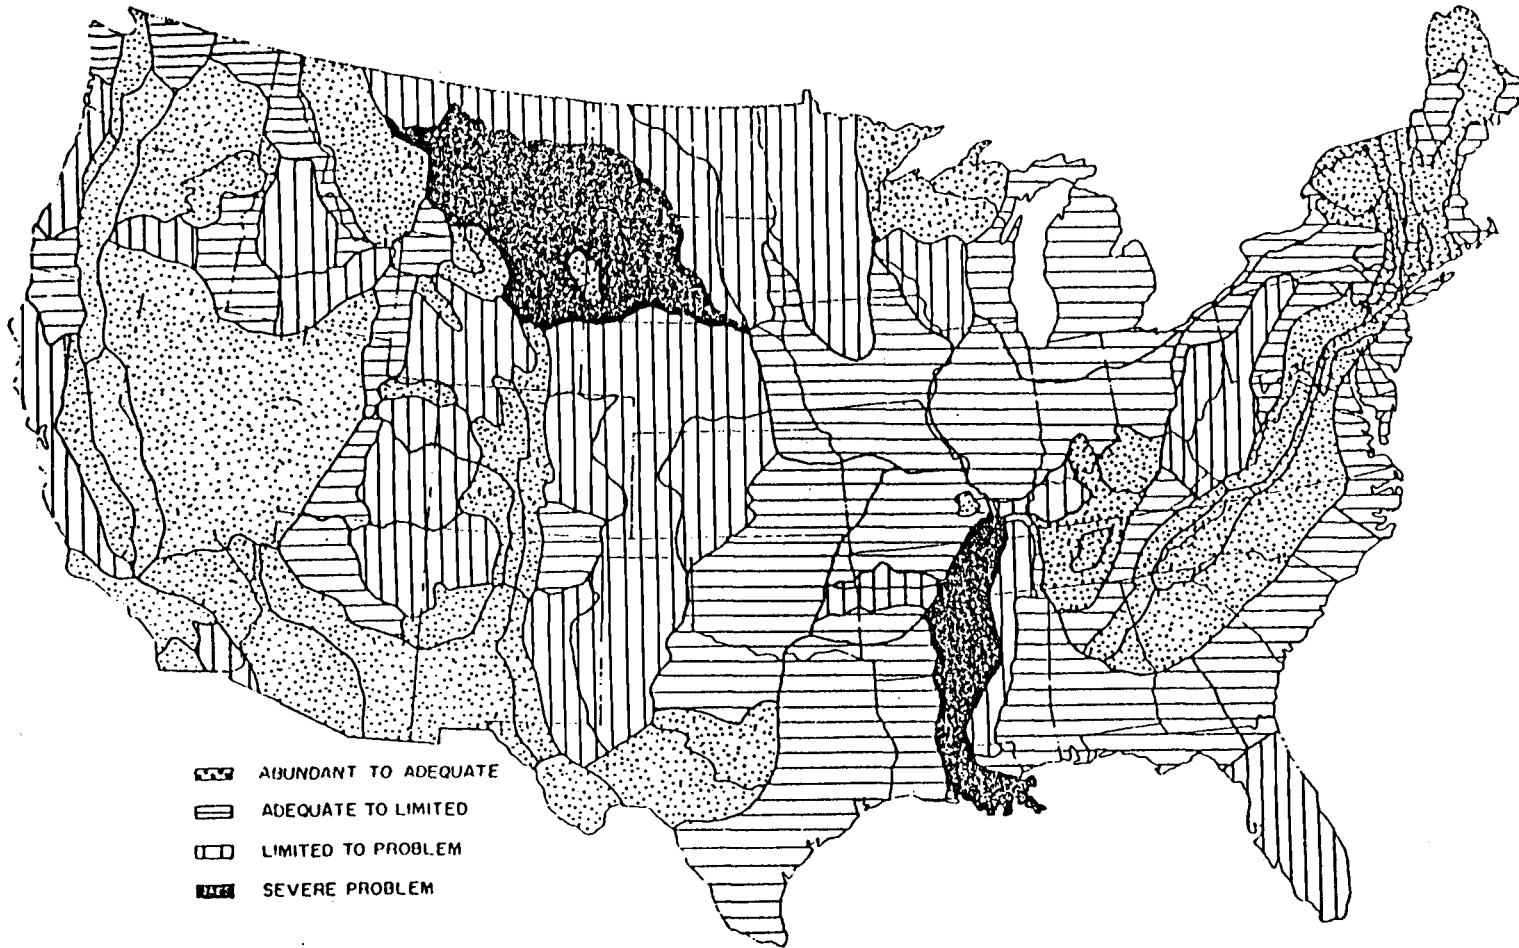 ABUNDANT TO ADEQUATE
ADEQUATE TO LIMITED
LIMITED TO PROBLEM
SEVERE PROBLEM